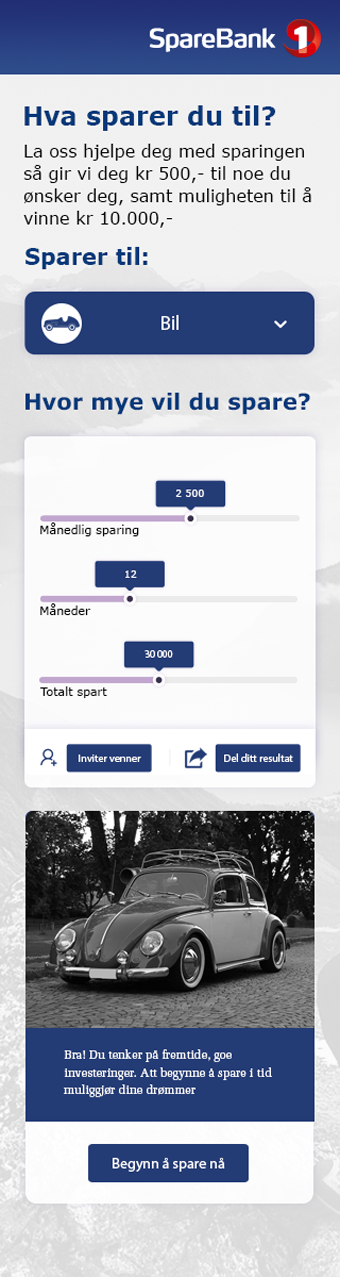 SpareBank 1
Hva sparer du til?
La oss hjelpe deg med sparingen
så gir vi deg kr 500,- til noe du
ønsker deg, samt muligheten til å
vinne kr 10.000,-
Sparer til:
Bil
Hvor mye vil du spare?
2 500
Månedlig sparing
12
Måneder
30 000
Totalt spart
Inviter venner
Del ditt resultat
Bra! Du tenker på fremtide, goe
investeringer. Att begynne å spare i tid
muliggjør dine drømmer
Begynn å spare nå